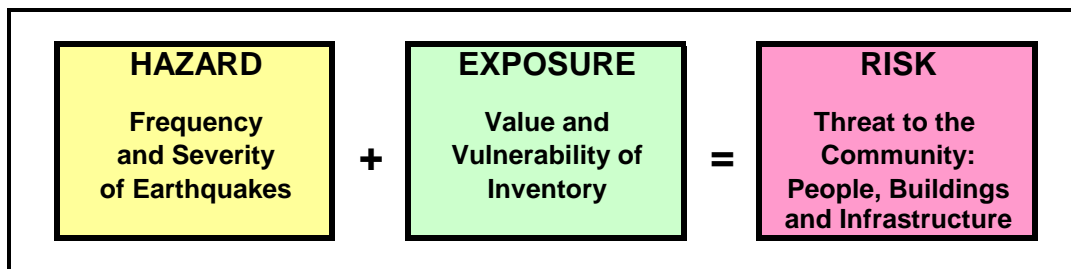 HAZARD
Frequency
and Severity
of Earthquakes
+
EXPOSURE
Value and
Vulnerability of
Inventory
=
RISK
Threat to the
Community:
People, Buildings
and Infrastructure